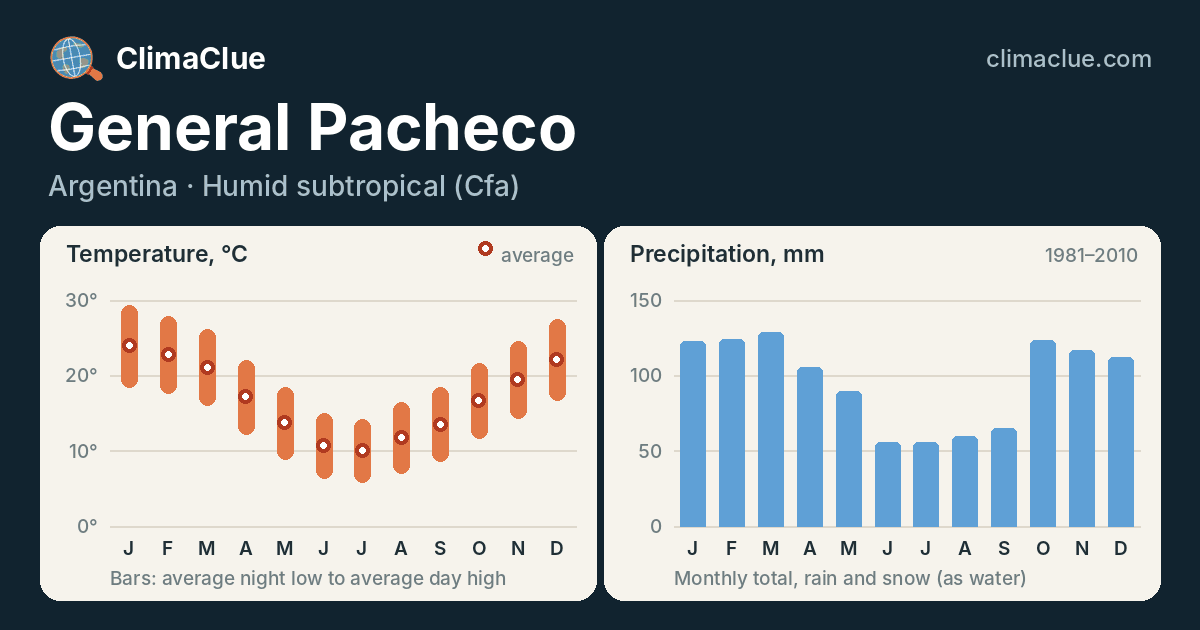 ClimaClue
climaclue.com
General Pacheco
Argentina · Humid subtropical (Cfa)
Temperature, °C
average
30°
20°
10°
0°
J F M A M J J A S O N D
Bars: average night low to average day high
Precipitation, mm
1981–2010
150
100
50
0
J F M A M J J A S O N D
Monthly total, rain and snow (as water)